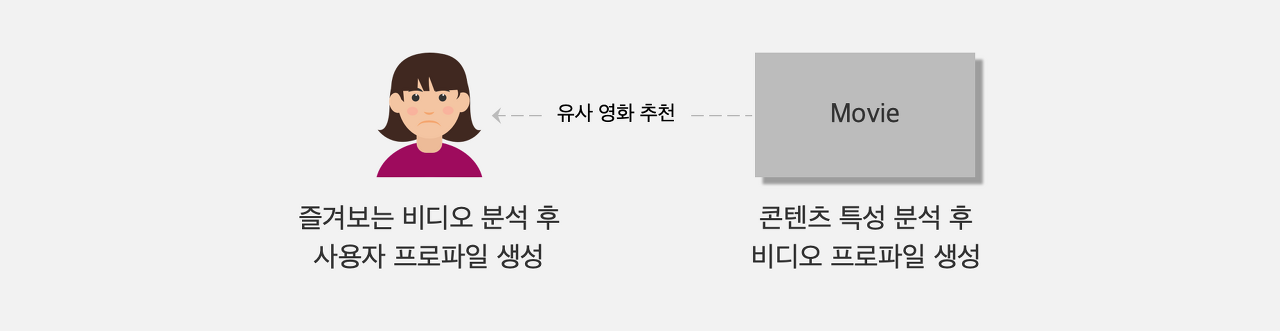 유사 영화 추천
Movie
즐겨보는 비디오 분석 후
사용자 프로파일 생성
콘텐츠 특성 분석 후
비디오 프로파일 생성